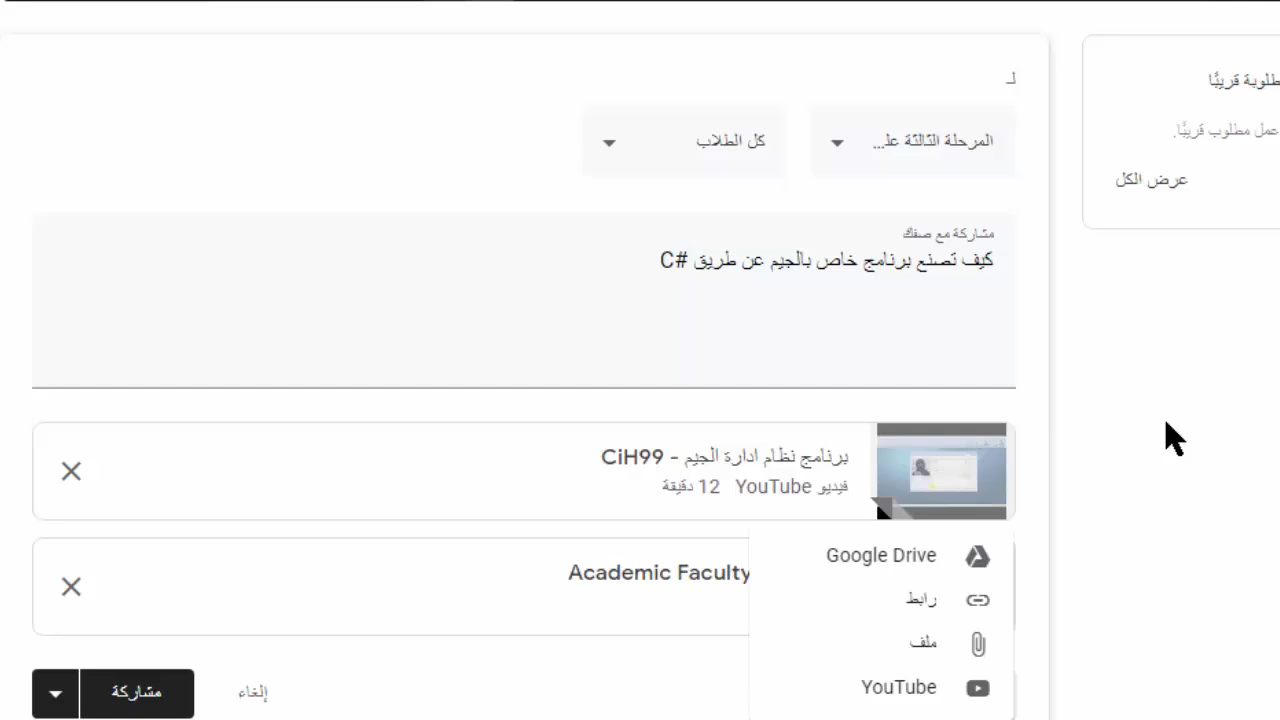 لـ
المرحلة الثالثة علـ...
كل الطلاب
مشاركة مع صفك
كيف تصنع برنامج خاص بالجيم عن طريق #C
برنامج نظام ادارة الجيم - CiH99
فيديو YouTube 12 دقيقة
Academic Faculty
Google Drive
رابط
ملف
YouTube
إلغاء
مشاركة
قريبًا
عمل مطلوب قريبًا.
عرض الكل